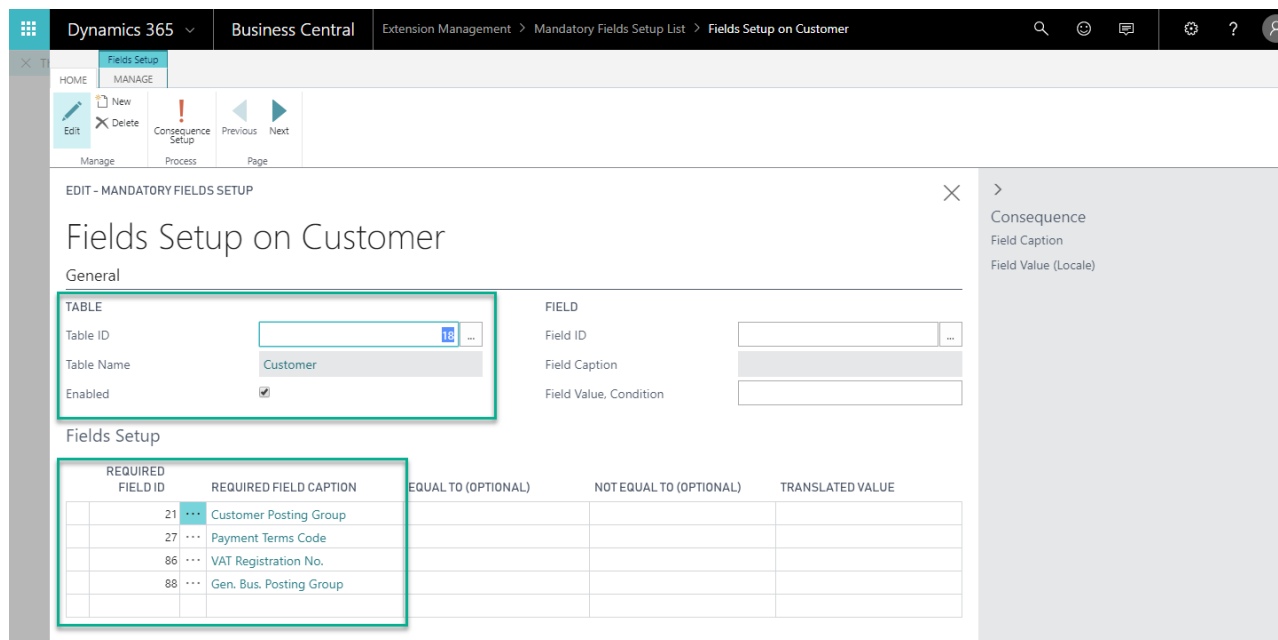 Dynamics 365 Business Central Extension Management > Mandatory Fields Setup List > Fields Setup on Customer ?
Fields Setup
HOME MANAGE
Edit New Delete Consequence Setup Previous Next
Manage Process Page
EDIT - MANDATORY FIELDS SETUP
Fields Setup on Customer
General
TABLE FIELD
Table ID 18 ... Field ID ...
Table Name Customer Field Caption
Enabled Field Value, Condition
Fields Setup
REQUIRED
FIELD ID REQUIRED FIELD CAPTION EQUAL TO (OPTIONAL) NOT EQUAL TO (OPTIONAL) TRANSLATED VALUE
21 ··· Customer Posting Group
27 ··· Payment Terms Code
86 ··· VAT Registration No.
88 ··· Gen. Bus. Posting Group
Consequence
Field Caption
Field Value (Locale)